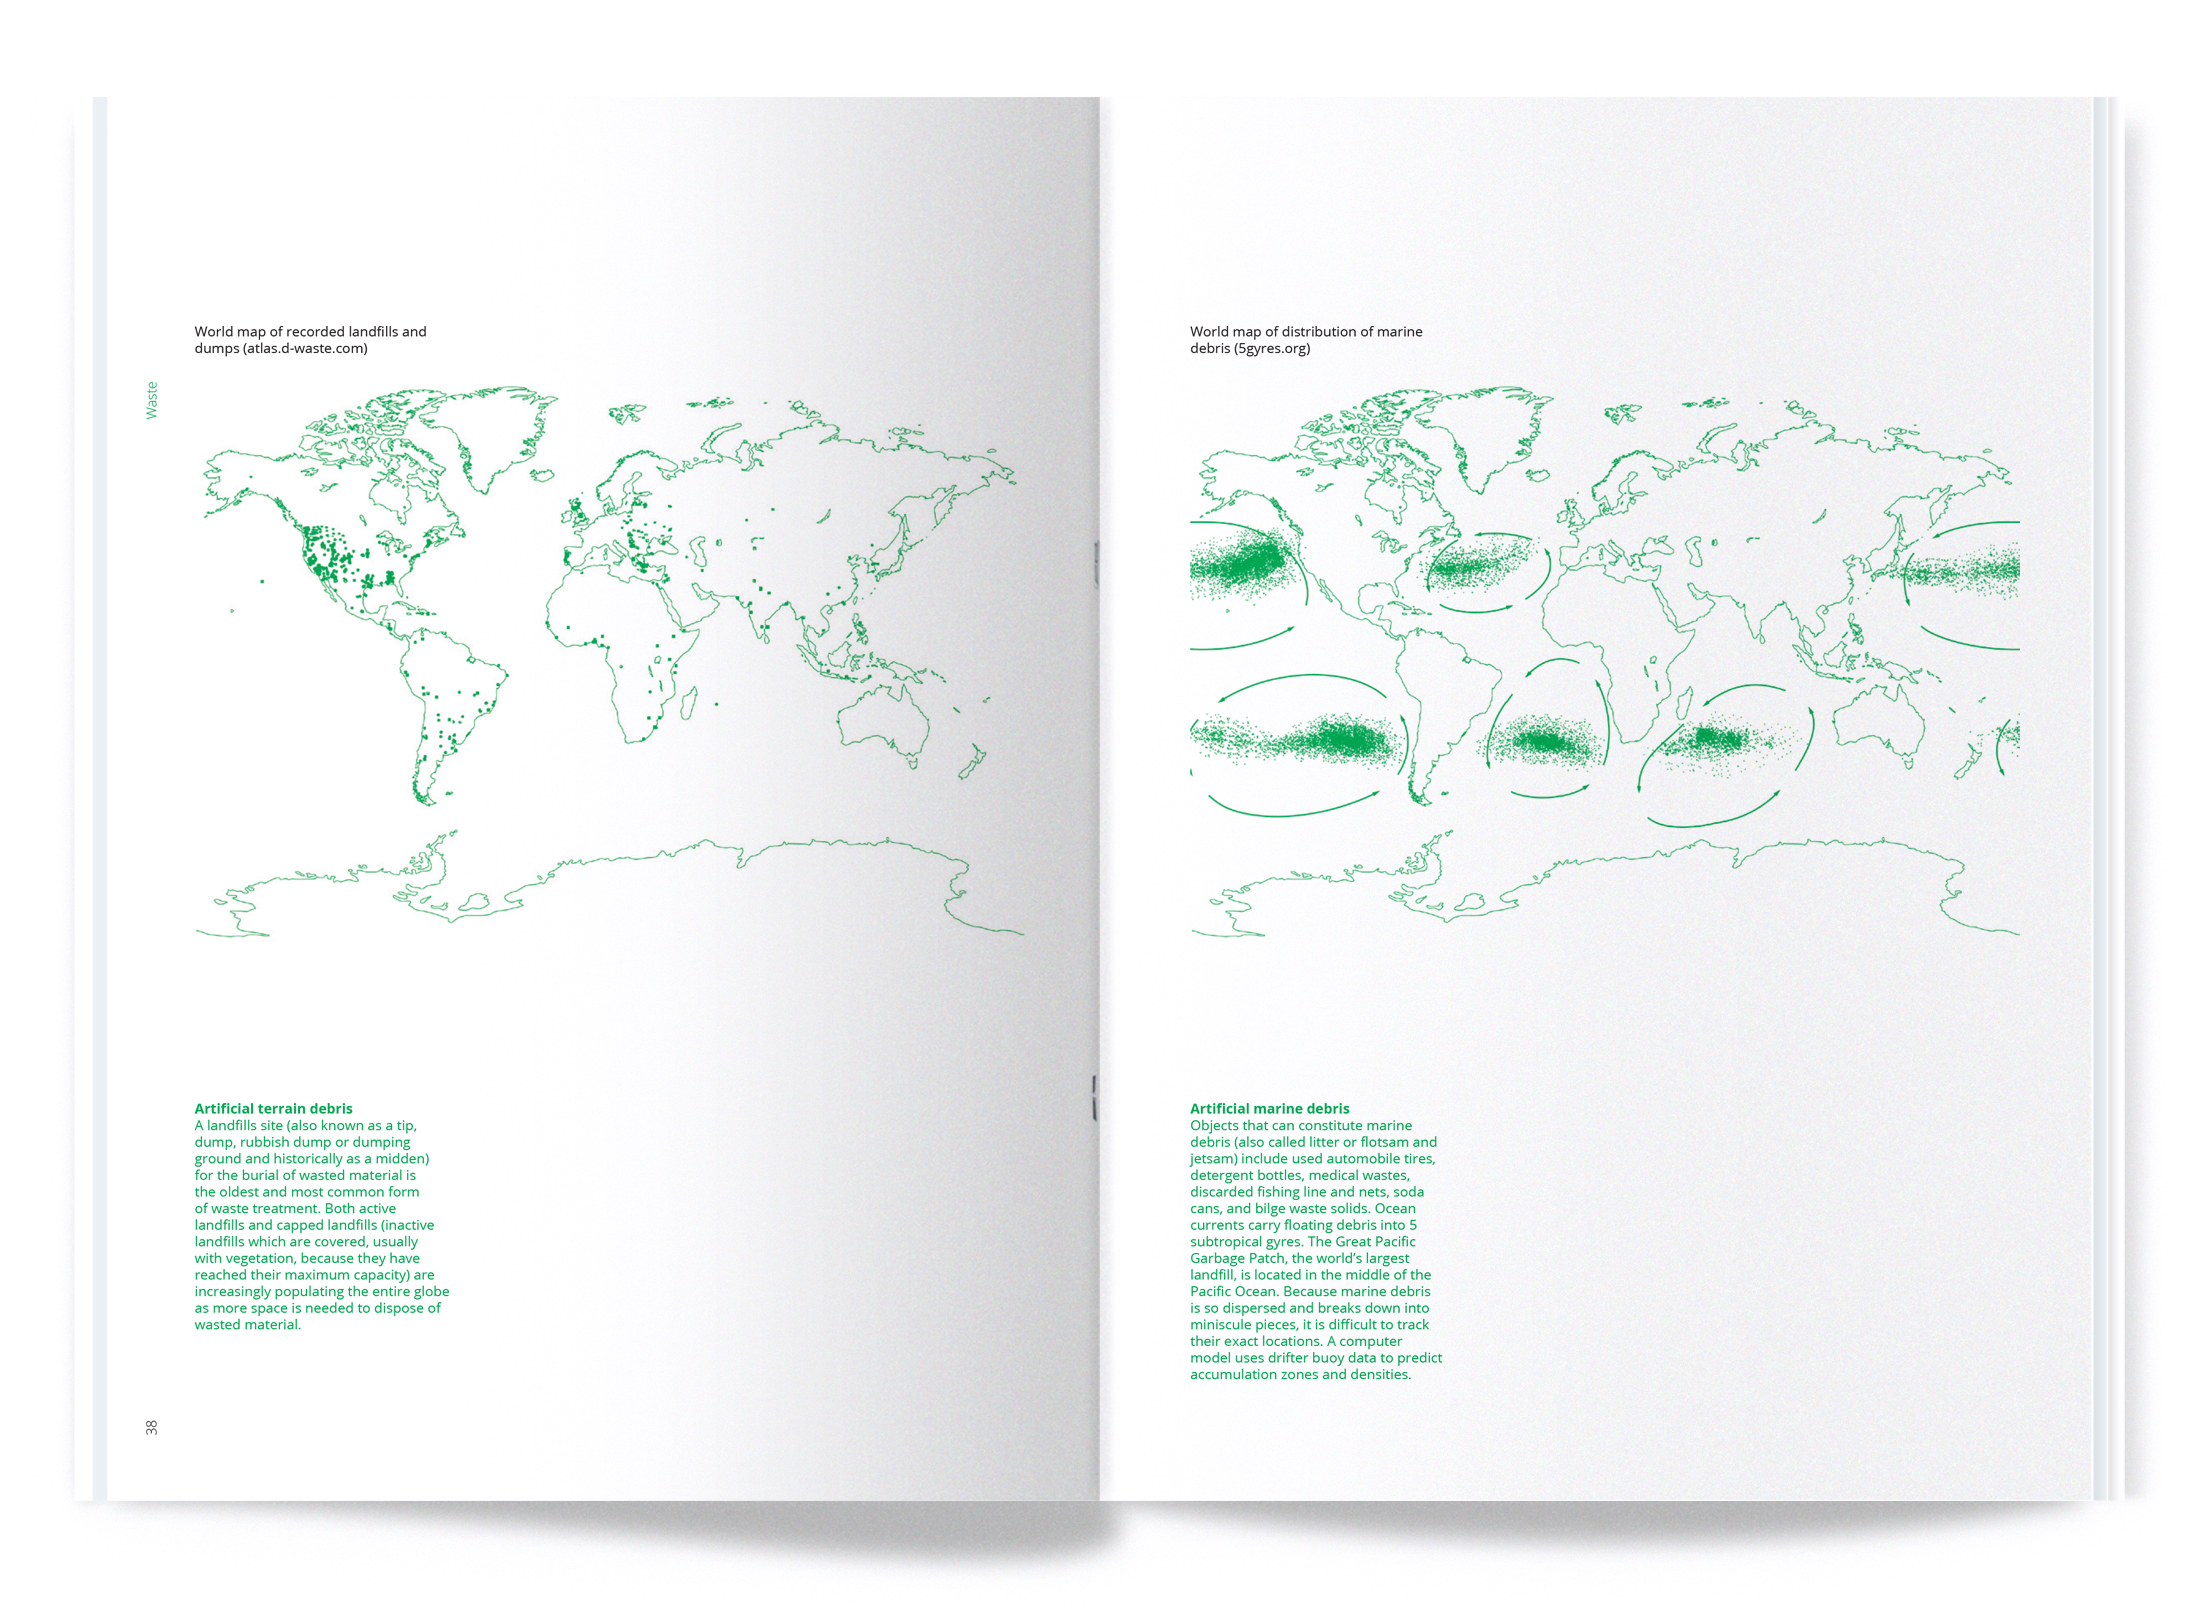 World map of recorded landfills and
dumps (atlas.d-waste.com)
Waste
Artificial terrain debris
A landfills site (also known as a tip,
dump, rubbish dump or dumping
ground and historically as a midden)
for the burial of wasted material is
the oldest and most common form
of waste treatment. Both active
landfills and capped landfills (inactive
landfills which are covered, usually
with vegetation, because they have
reached their maximum capacity) are
increasingly populating the entire globe
as more space is needed to dispose of
wasted material.
38
World map of distribution of marine
debris (5gyres.org)
Artificial marine debris
Objects that can constitute marine
debris (also called litter or flotsam and
jetsam) include used automobile tires,
detergent bottles, medical wastes,
discarded fishing line and nets, soda
cans, and bilge waste solids. Ocean
currents carry floating debris into 5
subtropical gyres. The Great Pacific
Garbage Patch, the world's largest
landfill, is located in the middle of the
Pacific Ocean. Because marine debris
is so dispersed and breaks down into
miniscule pieces, it is difficult to track
their exact locations. A computer
model uses drifter buoy data to predict
accumulation zones and densities.